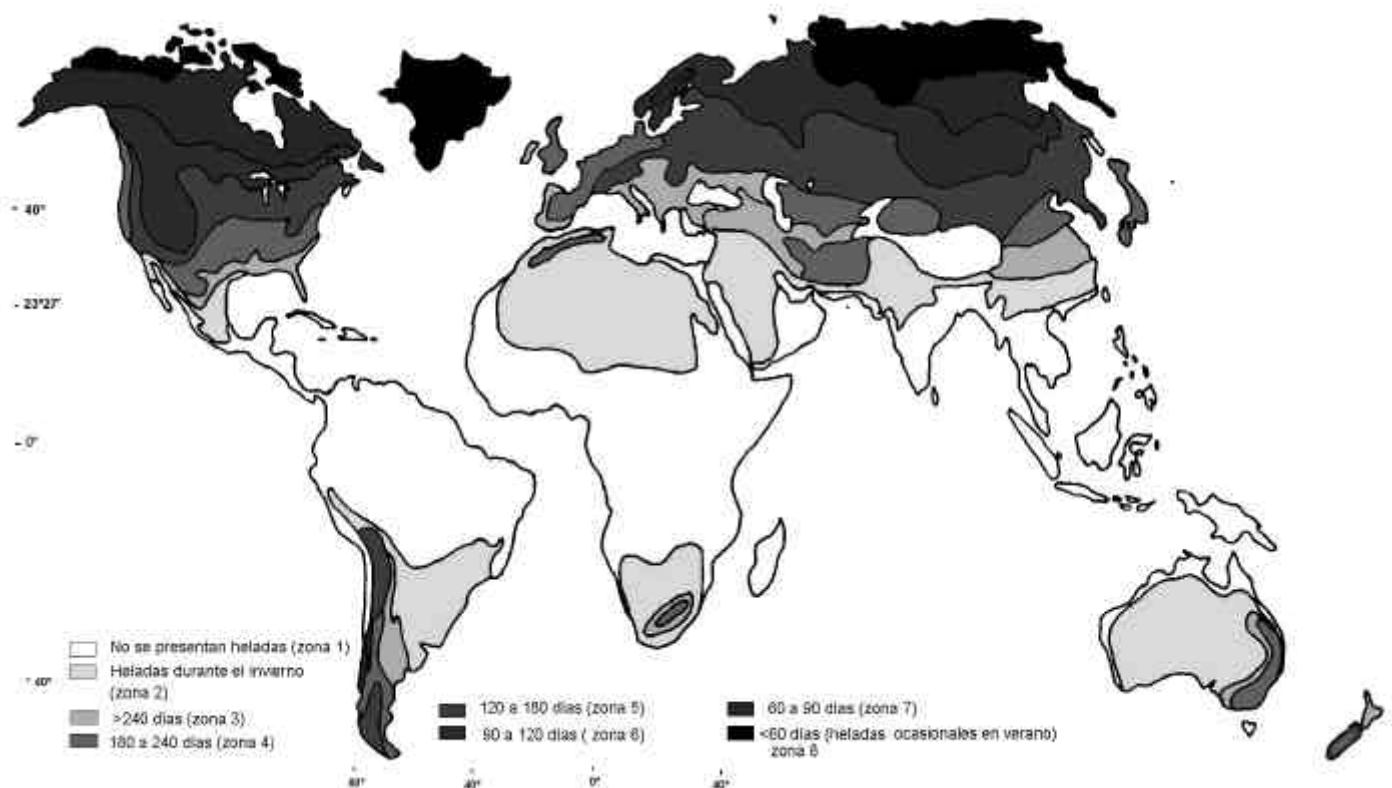 ° 40°
- 23°27'
- 0°
° 40°
No se presentan heladas (zona 1)
Heladas durante el invierno
(zona 2)
>240 días (zona 3)
180 a 240 días (zona 4)
120 a 180 días (zona 5)
90 a 120 días ( zona 6)
60 a 90 días (zona 7)
<60 días (heladas ocasionales en verano)
zona 8
80°
40°
0°
40°